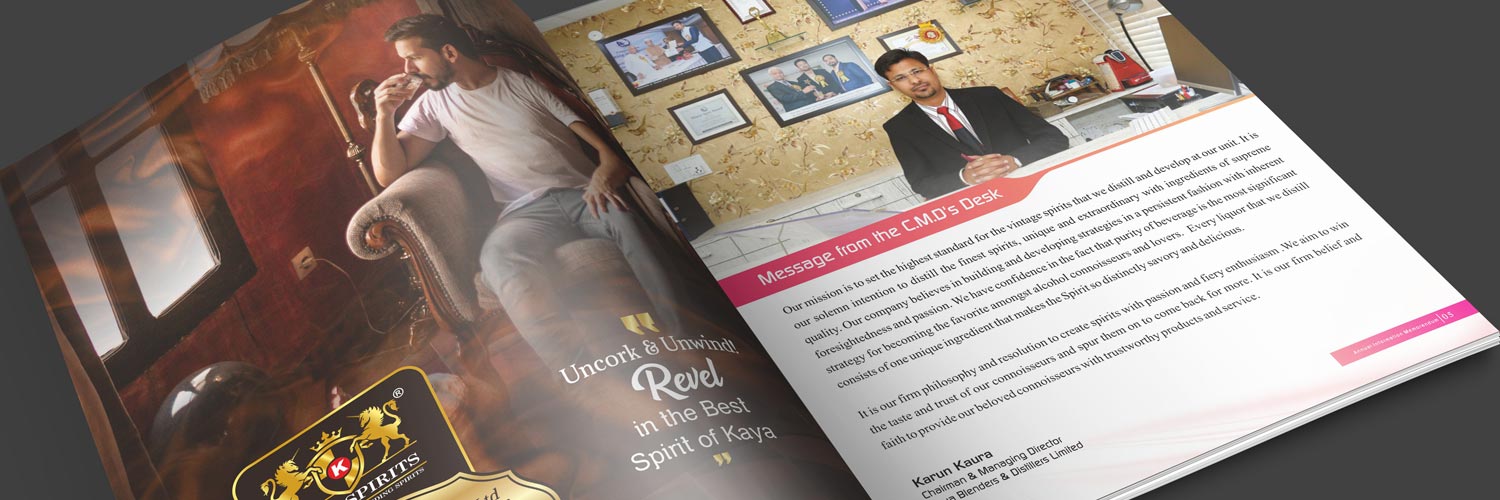 Uncork & Unwind!
Revel
in the Best
Spirit of Kaya
®
K
SPIRITS
Ltd
Message from the C.M.D's Desk
Our mission is to set the highest standard for the vintage spirits that we distill and develop at our unit. It is
our solemn intention to distill the finest spirits, unique and extraordinary with ingredients of supreme
quality. Our company believes in building and developing strategies in a persistent fashion with inherent
foresightedness and passion. We have confidence in the fact that purity of beverage is the most significant
strategy for becoming the favorite amongst alcohol connoisseurs and lovers. Every liquor that we distill
consists of one unique ingredient that makes the Spirit so distinctly savory and delicious.
It is our firm philosophy and resolution to create spirits with passion and fiery enthusiasm . We aim to win
the taste and trust of our connoisseurs and spur them on to come back for more. It is our firm belief and
faith to provide our beloved connoisseurs with trustworthy products and service.
Karun Kaura
Chairman & Managing Director
Blenders & Distillers Limited
Annual Information Memorandum | 05